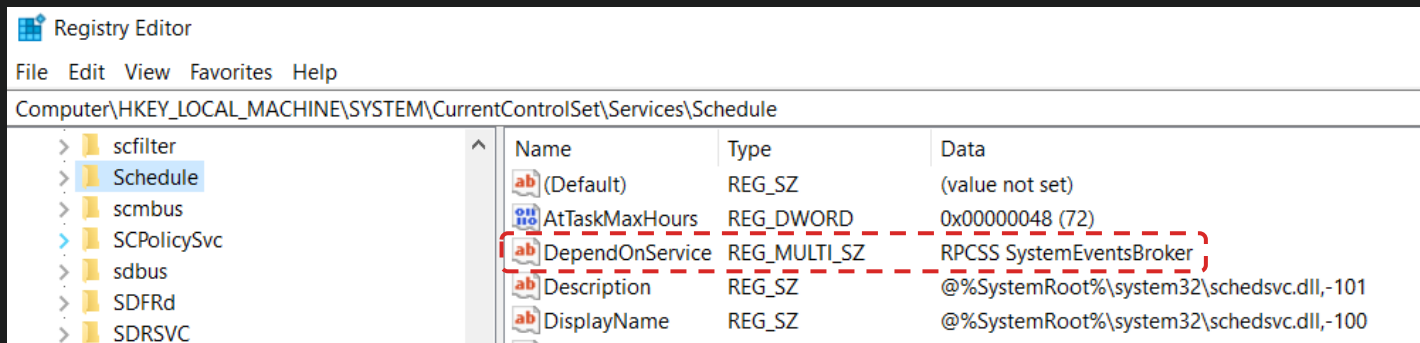 Registry Editor
File Edit View Favorites Help
Computer\HKEY_LOCAL_MACHINE\SYSTEM\CurrentControlSet\Services\Schedule
scfilter
Schedule
scmbus
SCPolicySvc
sdbus
SDFRd
SDRSVC
Name Type Data
(Default) REG_SZ (value not set)
AtTaskMaxHours REG_DWORD 0x00000048 (72)
DependOnService REG_MULTI_SZ RPCSS SystemEventsBroker
Description REG_SZ @%SystemRoot%\system32\schedsvc.dll,-101
DisplayName REG_SZ @%SystemRoot%\system32\schedsvc.dll,-100